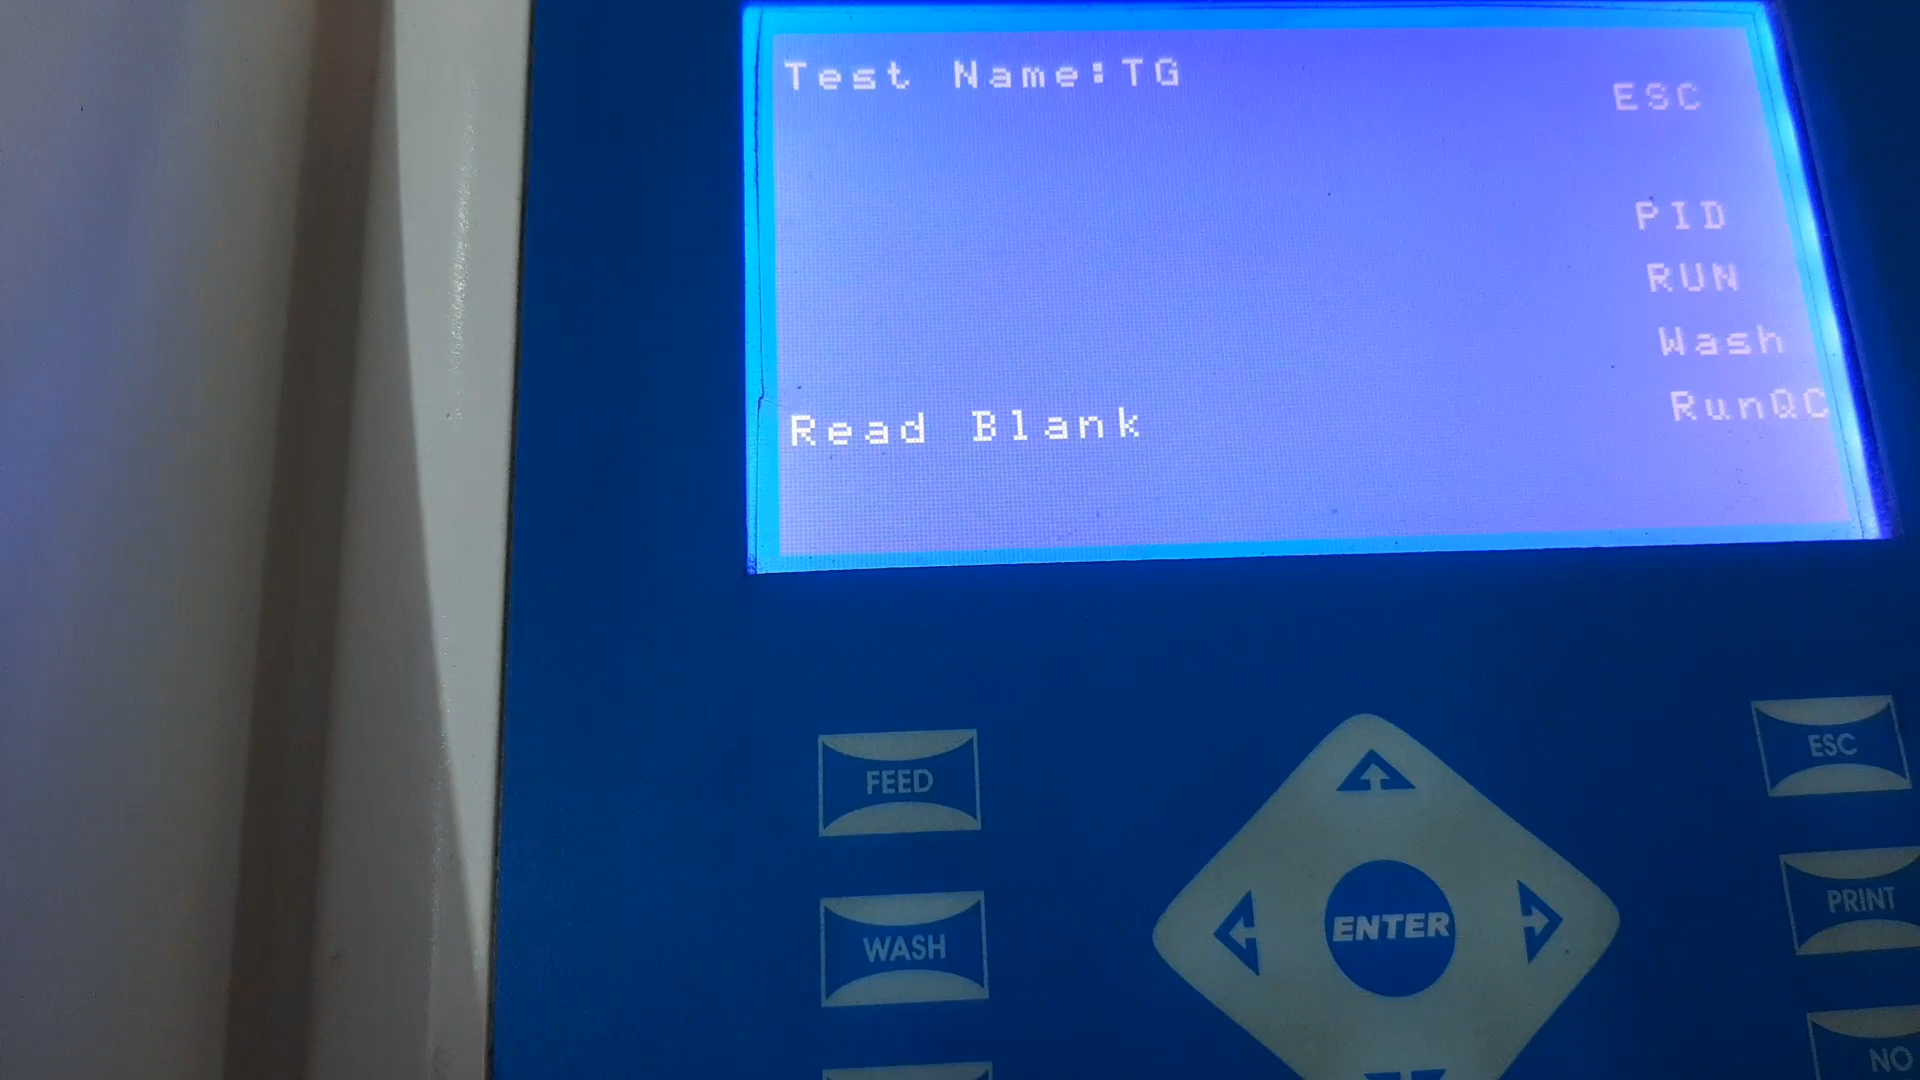 Test Name:TG
ESC
PID
RUN
Wash
RunQC
Read Blank
FEED
ESC
WASH
ENTER
PRINT
NO